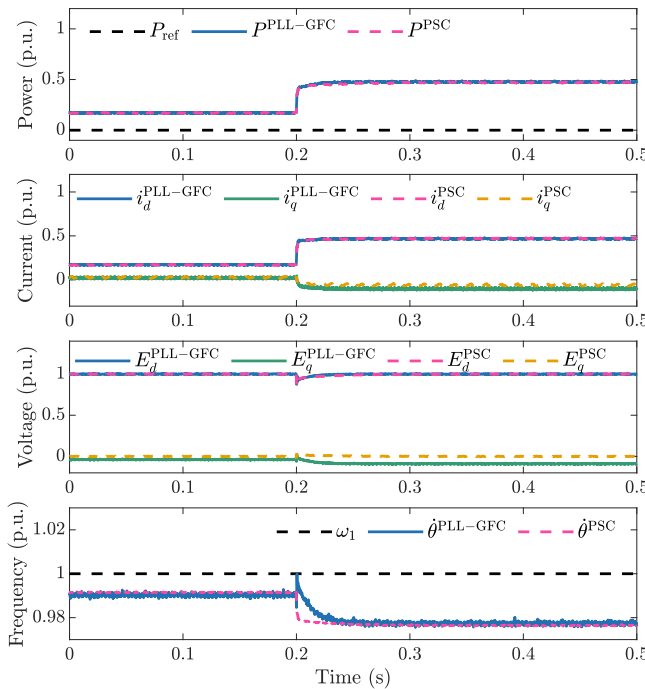 P_ref P^PLL−GFC P^PSC
Power (p.u.)
1
0.5
0
0 0.1 0.2 0.3 0.4 0.5
i_d^PLL−GFC i_q^PLL−GFC i_d^PSC i_q^PSC
Current (p.u.)
1
0.5
0
0 0.1 0.2 0.3 0.4 0.5
E_d^PLL−GFC E_q^PLL−GFC E_d^PSC E_q^PSC
Voltage (p.u.)
1
0.5
0
0 0.1 0.2 0.3 0.4 0.5
ω_1 θ̇^PLL−GFC θ̇^PSC
Frequency (p.u.)
1.02
1
0.98
0 0.1 0.2 0.3 0.4 0.5
Time (s)